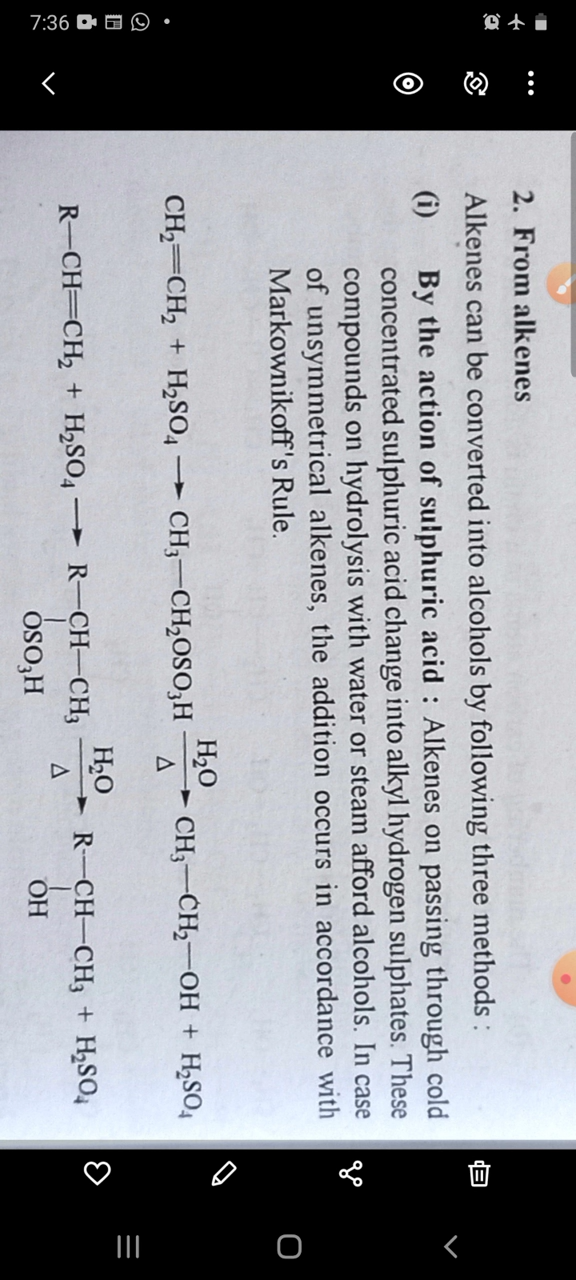 7:36
2. From alkenes
Alkenes can be converted into alcohols by following three methods :
(i) By the action of sulphuric acid : Alkenes on passing through cold
concentrated sulphuric acid change into alkyl hydrogen sulphates. These
compounds on hydrolysis with water or steam afford alcohols. In case
of unsymmetrical alkenes, the addition occurs in accordance with
Markownikoff's Rule.
CH₂=CH₂ + H₂SO₄ → CH₃—CH₂OSO₃H —H₂O/Δ→ CH₃—CH₂—OH + H₂SO₄
R—CH=CH₂ + H₂SO₄ → R—CH—CH₃ —H₂O/Δ→ R—CH—CH₃ + H₂SO₄
OSO₃H OH